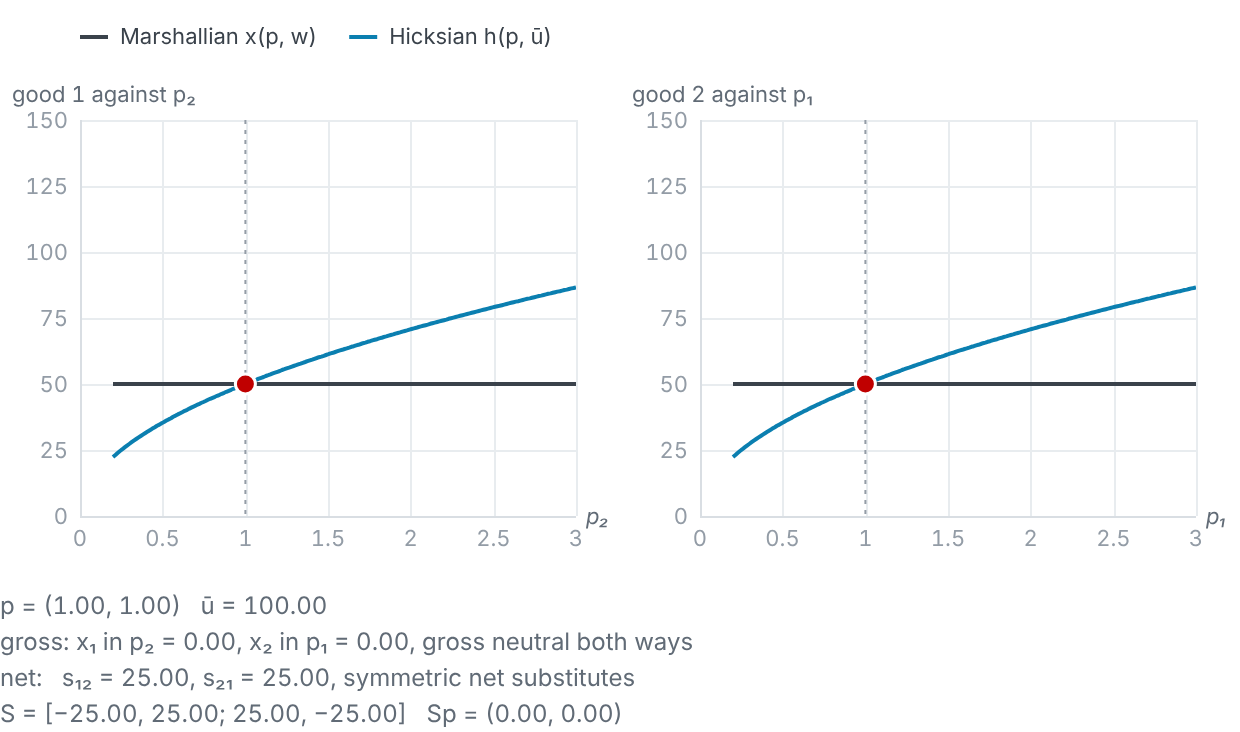 Marshallian x(p, w) Hicksian h(p, ū)
good 1 against p₂
150
125
100
75
50
25
0
0 0.5 1 1.5 2 2.5 3 p₂
good 2 against p₁
150
125
100
75
50
25
0
0 0.5 1 1.5 2 2.5 3 p₁
p = (1.00, 1.00) ū = 100.00
gross: x₁ in p₂ = 0.00, x₂ in p₁ = 0.00, gross neutral both ways
net: s₁₂ = 25.00, s₂₁ = 25.00, symmetric net substitutes
S = [−25.00, 25.00; 25.00, −25.00] Sp = (0.00, 0.00)